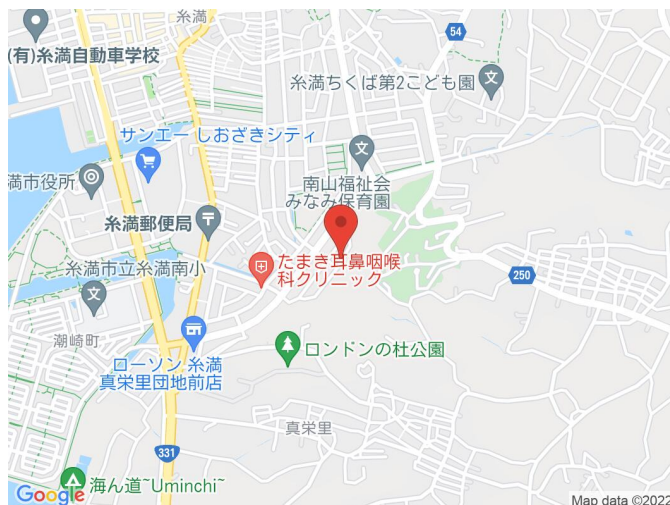 糸満
(有)糸満自動車学校
54
糸満ちくば第2こども園
サンエー しおざきシティ
満市役所
南山福祉会
みなみ保育園
糸満郵便局
たまき耳鼻咽喉
科クリニック
糸満市立糸満南小
250
潮崎町
ローソン 糸満
真栄里団地前店
ロンドンの杜公園
真栄里
331
海ん道~Uminchi~
Google
Map data ©2022